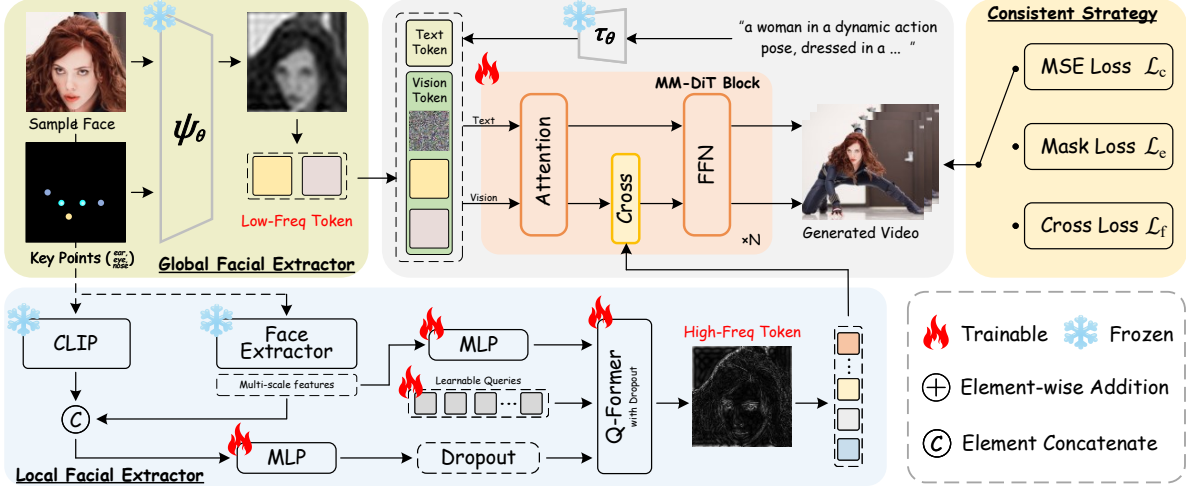 Sample Face
Key Points (ear, eye, nose)
ψθ
Low-Freq Token
Global Facial Extractor
Text
Token
Vision
Token
τθ
"a woman in a dynamic action
pose, dressed in a ... "
MM-DiT Block
Text
Vision
Attention
Cross
FFN
×N
Generated Video
Consistent Strategy
MSE Loss ℒc
Mask Loss ℒe
Cross Loss ℒf
CLIP
Face
Extractor
Multi-scale features
C
MLP
Learnable Queries
MLP
Dropout
Q-Former
with Dropout
High-Freq Token
Local Facial Extractor
Trainable
Frozen
+ Element-wise Addition
C Element Concatenate